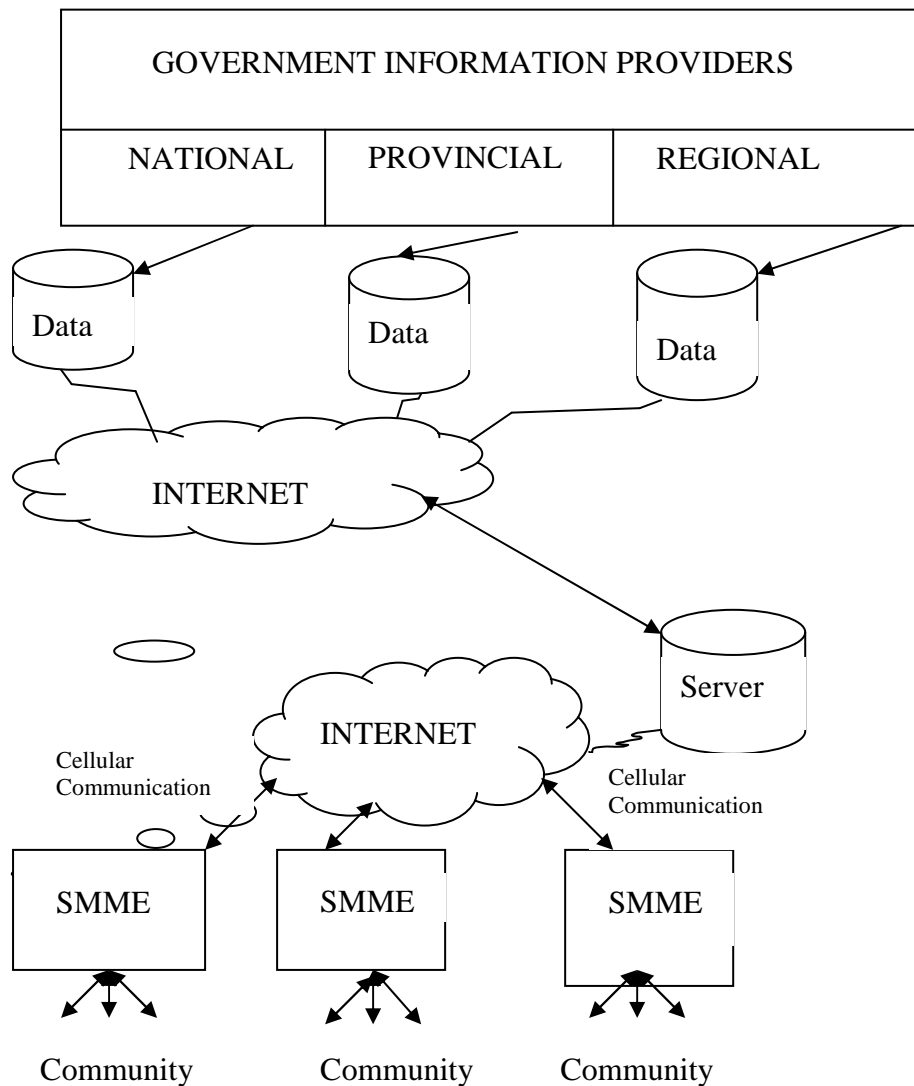 GOVERNMENT INFORMATION PROVIDERS
NATIONAL
PROVINCIAL
REGIONAL
Data
Data
Data
INTERNET
Server
INTERNET
Cellular
Communication
Cellular
Communication
SMME
SMME
SMME
Community
Community
Community